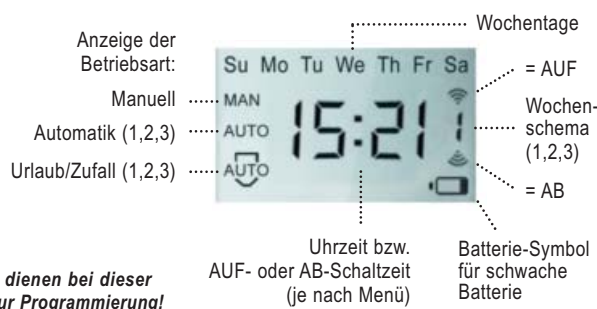 Wochentage
Anzeige der
Betriebsart:
Su Mo Tu We Th Fr Sa
= AUF
Manuell
MAN
15:21
1
Wochen-
schema
(1,2,3)
Automatik (1,2,3)
AUTO
Urlaub/Zufall (1,2,3)
AUTO
= AB
Uhrzeit bzw.
AUF- oder AB-Schaltzeit
(je nach Menü)
Batterie-Symbol
für schwache
Batterie
dienen bei dieser
ur Programmierung!